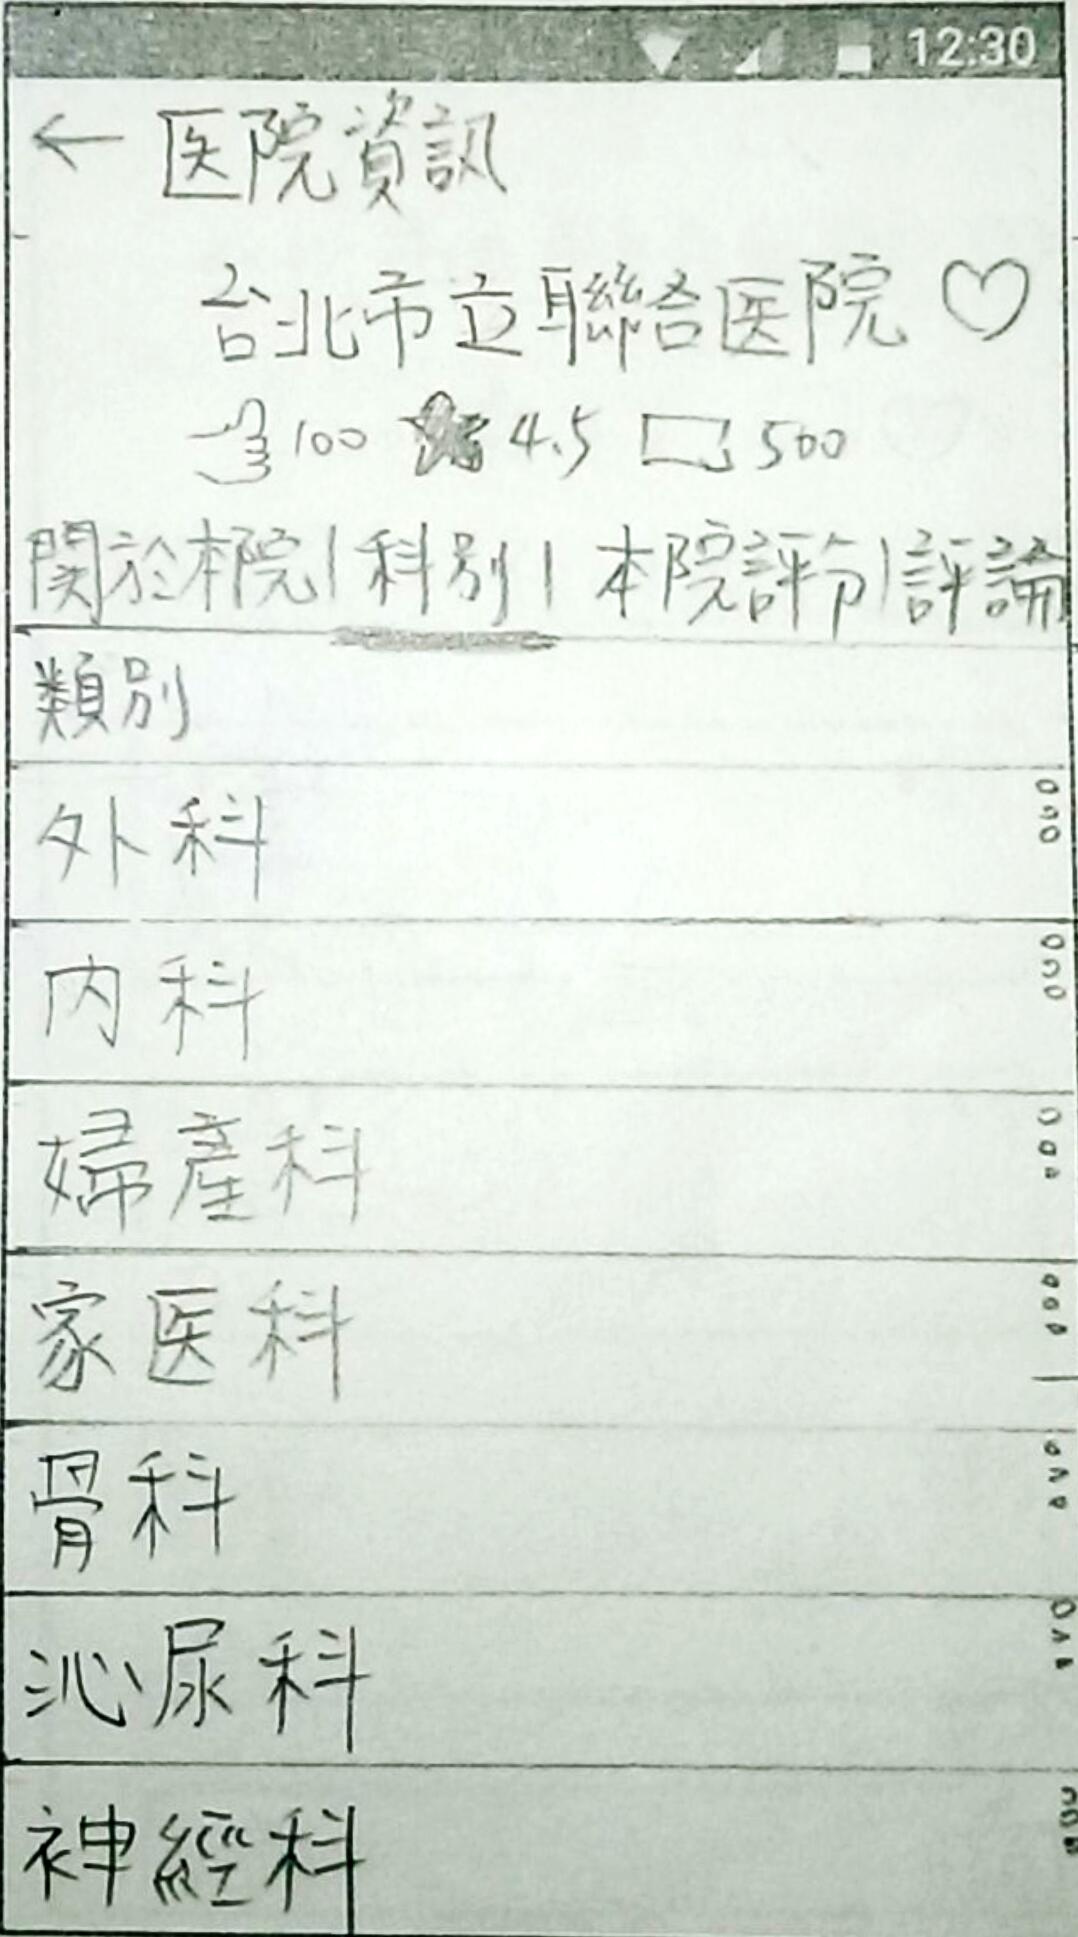 12:30
← 医院資訊
台北市立聯合医院 ♡
100 4.5 500
関於本院 | 科別 | 本院評分 | 評論
類別
外科
內科
婦產科
家医科
骨科
泌尿科
神經科